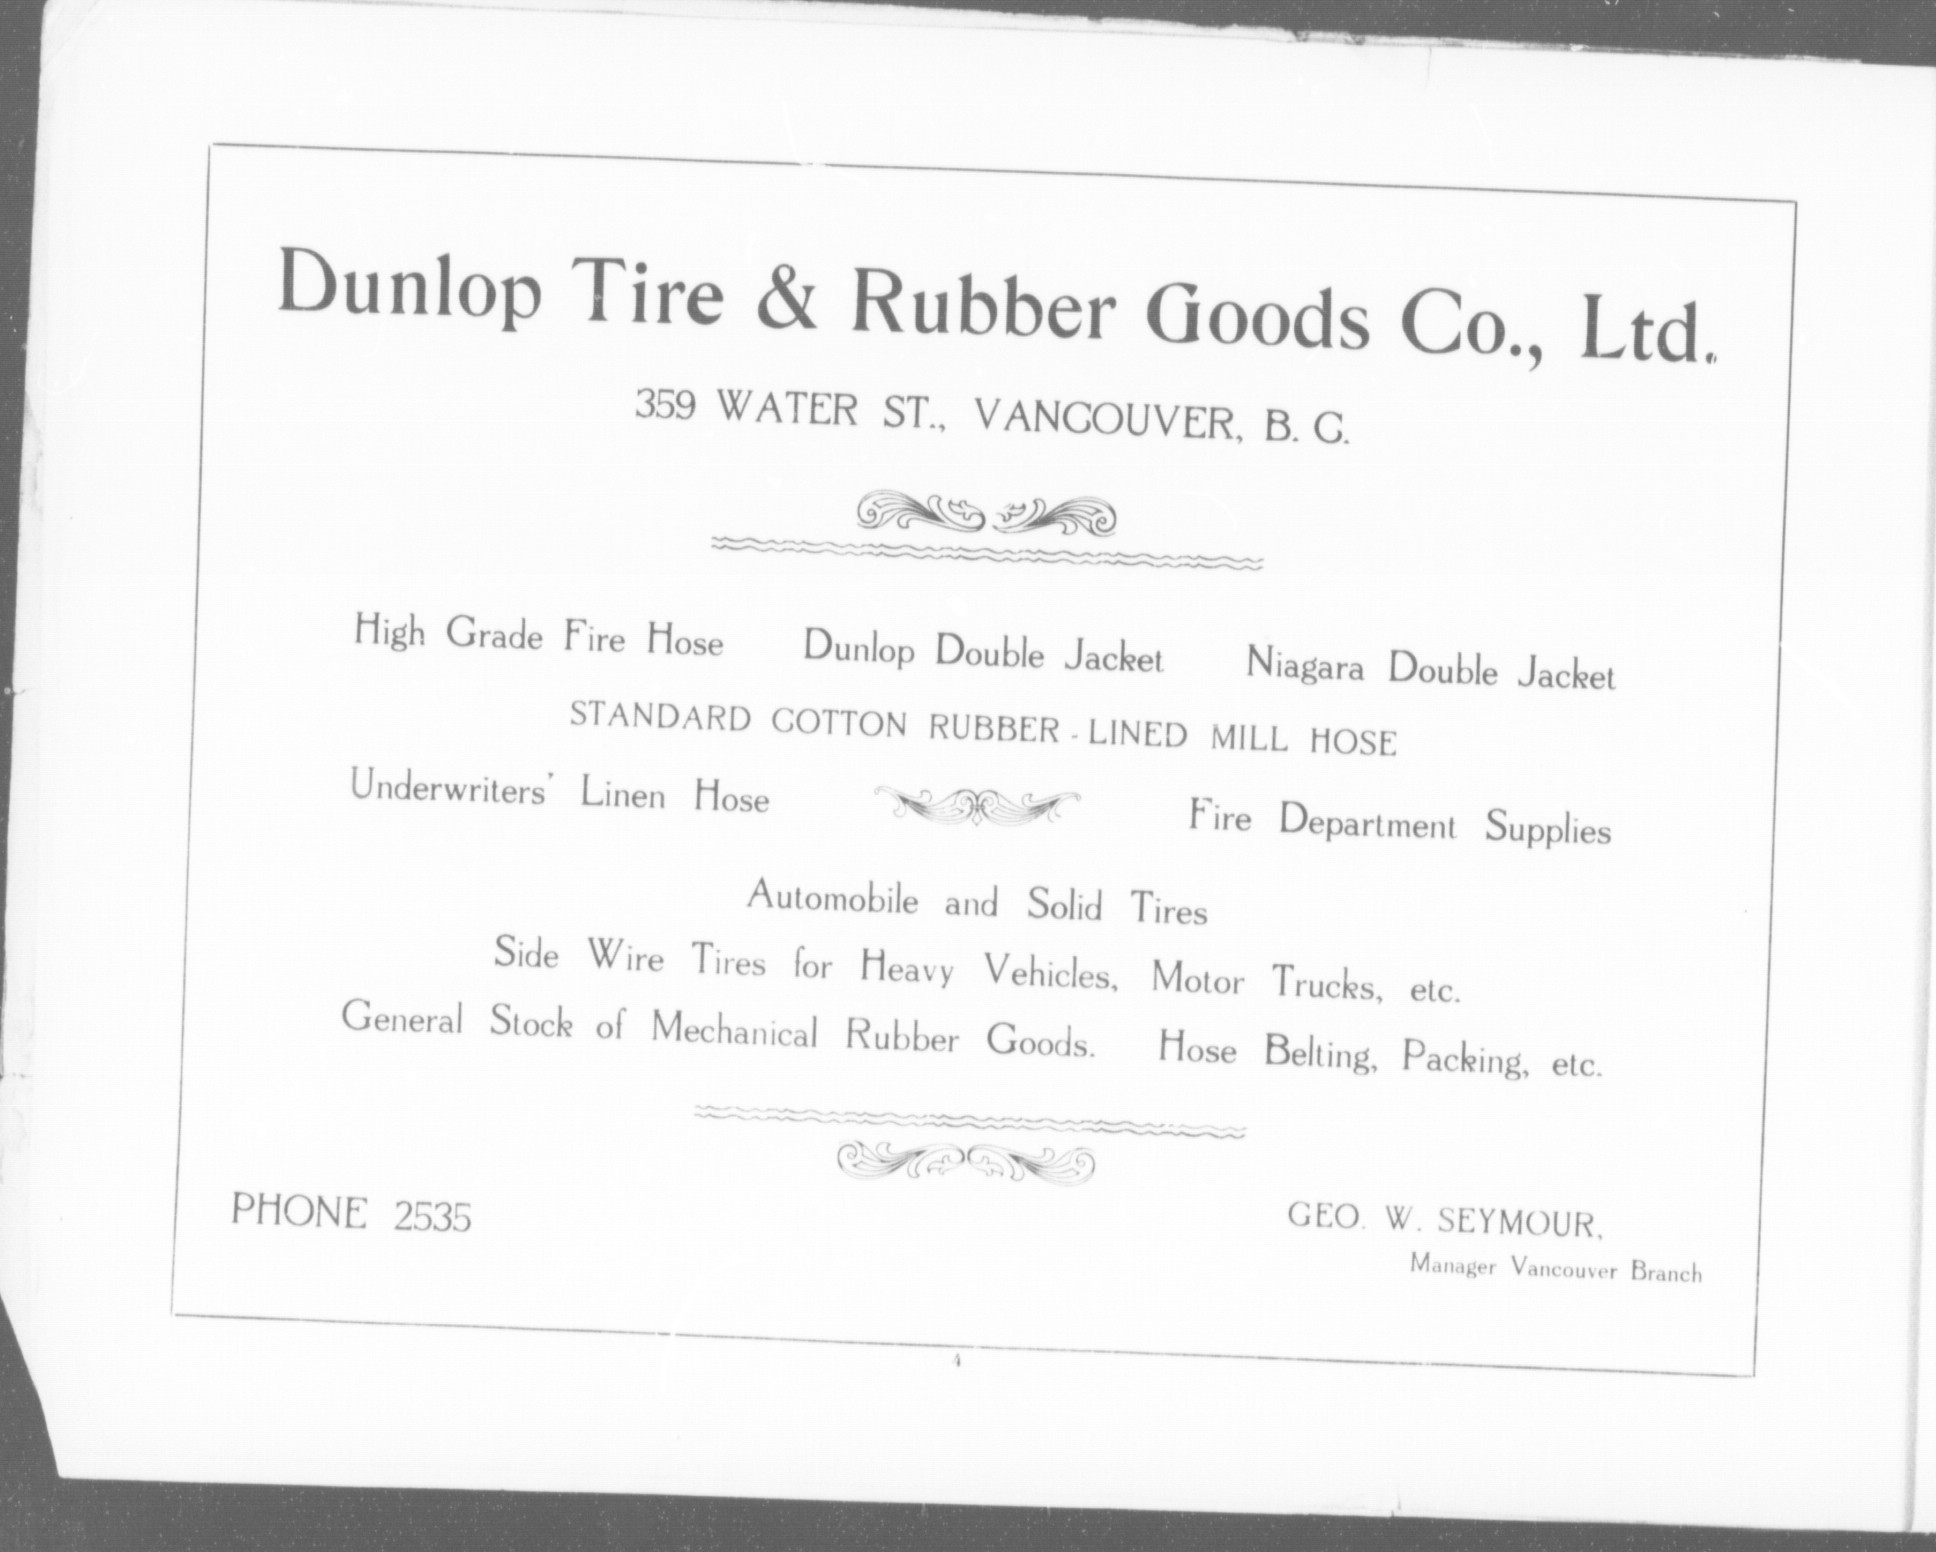 Dunlop Tire & Rubber Goods Co., Ltd.
359 WATER ST., VANCOUVER, B. C.
High Grade Fire Hose Dunlop Double Jacket Niagara Double Jacket
STANDARD COTTON RUBBER-LINED MILL HOSE
Underwriters' Linen Hose Fire Department Supplies
Automobile and Solid Tires
Side Wire Tires for Heavy Vehicles, Motor Trucks, etc.
General Stock of Mechanical Rubber Goods. Hose Belting, Packing, etc.
PHONE 2535
GEO. W. SEYMOUR,
Manager Vancouver Branch
4